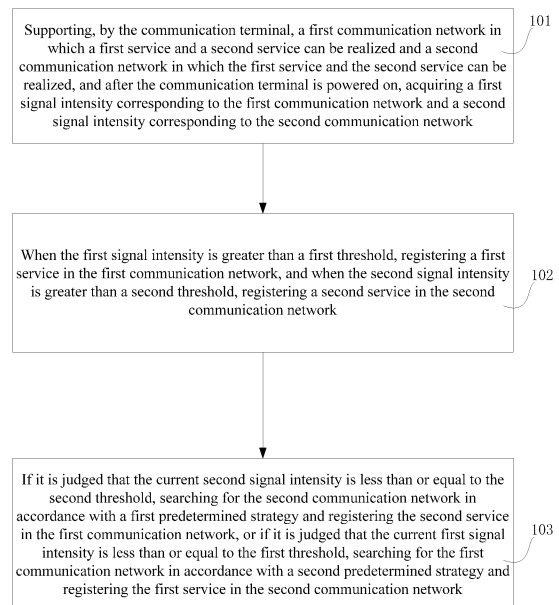 Supporting, by the communication terminal, a first communication network in
which a first service and a second service can be realized and a second
communication network in which the first service and the second service can be
realized, and after the communication terminal is powered on, acquiring a first
signal intensity corresponding to the first communication network and a second
signal intensity corresponding to the second communication network
101
When the first signal intensity is greater than a first threshold, registering a first
service in the first communication network, and when the second signal intensity
is greater than a second threshold, registering a second service in the second
communication network
102
If it is judged that the current second signal intensity is less than or equal to the
second threshold, searching for the second communication network in
accordance with a first predetermined strategy and registering the second service
in the first communication network, or if it is judged that the current first signal
intensity is less than or equal to the first threshold, searching for the first
communication network in accordance with a second predetermined strategy and
registering the first service in the second communication network
103